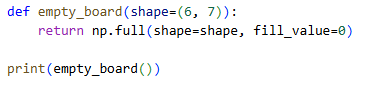 def empty_board(shape=(6, 7)):
    return np.full(shape=shape, fill_value=0)

print(empty_board())